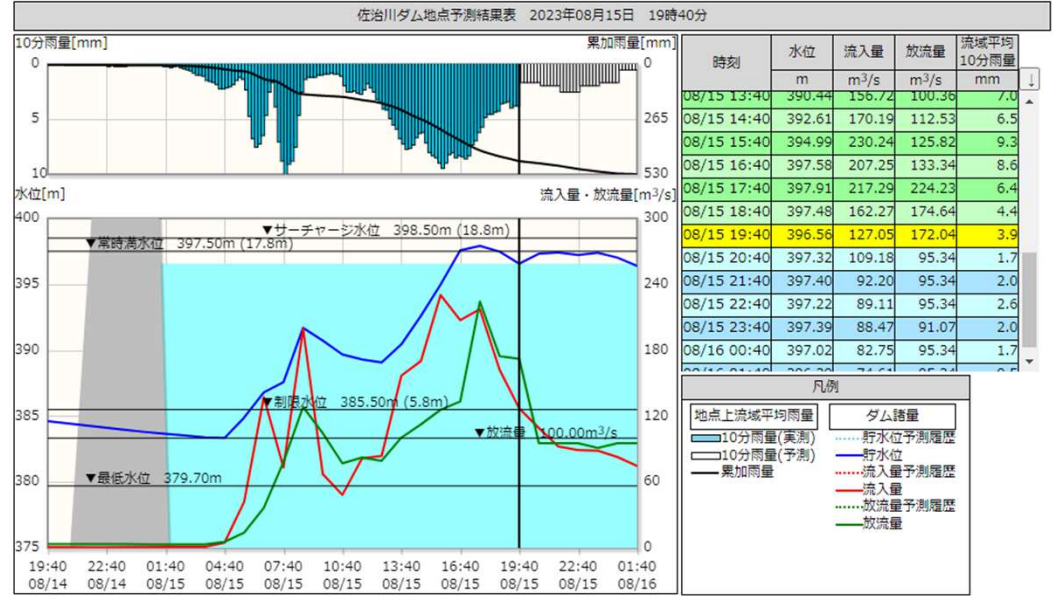 佐治川ダム地点予測結果表 2023年08月15日 19時40分
10分雨量[mm] 累加雨量[mm]
0 0
5 265
10 530
水位[m] 流入量・放流量[m³/s]
400 300
▼サーチャージ水位 398.50m (18.8m)
▼常時満水位 397.50m (17.8m)
395 240
390 180
▼制限水位 385.50m (5.8m)
385 120
▼放流量 100.00m³/s
380 60
▼最低水位 379.70m
375 0
19:40 22:40 01:40 04:40 07:40 10:40 13:40 16:40 19:40 22:40 01:40
08/14 08/14 08/15 08/15 08/15 08/15 08/15 08/15 08/15 08/15 08/16
時刻 水位 流入量 放流量 流域平均10分雨量
m m³/s m³/s mm ↓
08/15 13:40 390.44 156.72 100.36 7.0
08/15 14:40 392.61 170.19 112.53 6.5
08/15 15:40 394.99 230.24 125.82 9.3
08/15 16:40 397.58 207.25 133.34 8.6
08/15 17:40 397.91 217.29 224.23 6.4
08/15 18:40 397.48 162.27 174.64 4.4
08/15 19:40 396.56 127.05 172.04 3.9
08/15 20:40 397.32 109.18 95.34 1.7
08/15 21:40 397.40 92.20 95.34 2.0
08/15 22:40 397.22 89.11 95.34 2.6
08/15 23:40 397.39 88.47 91.07 2.0
08/16 00:40 397.02 82.75 95.34 1.7
凡例
地点上流域平均雨量 ダム諸量
10分雨量(実測) 貯水位予測履歴
10分雨量(予測) 貯水位
累加雨量 流入量予測履歴
流入量
放流量予測履歴
放流量